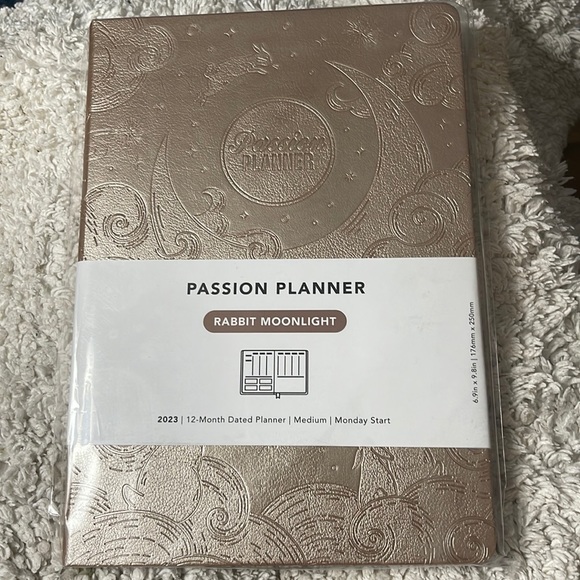 Passion
PLANNER
PASSION PLANNER
RABBIT MOONLIGHT
2023 | 12-Month Dated Planner | Medium | Monday Start
6.9in x 9.8in | 176mm x 250mm